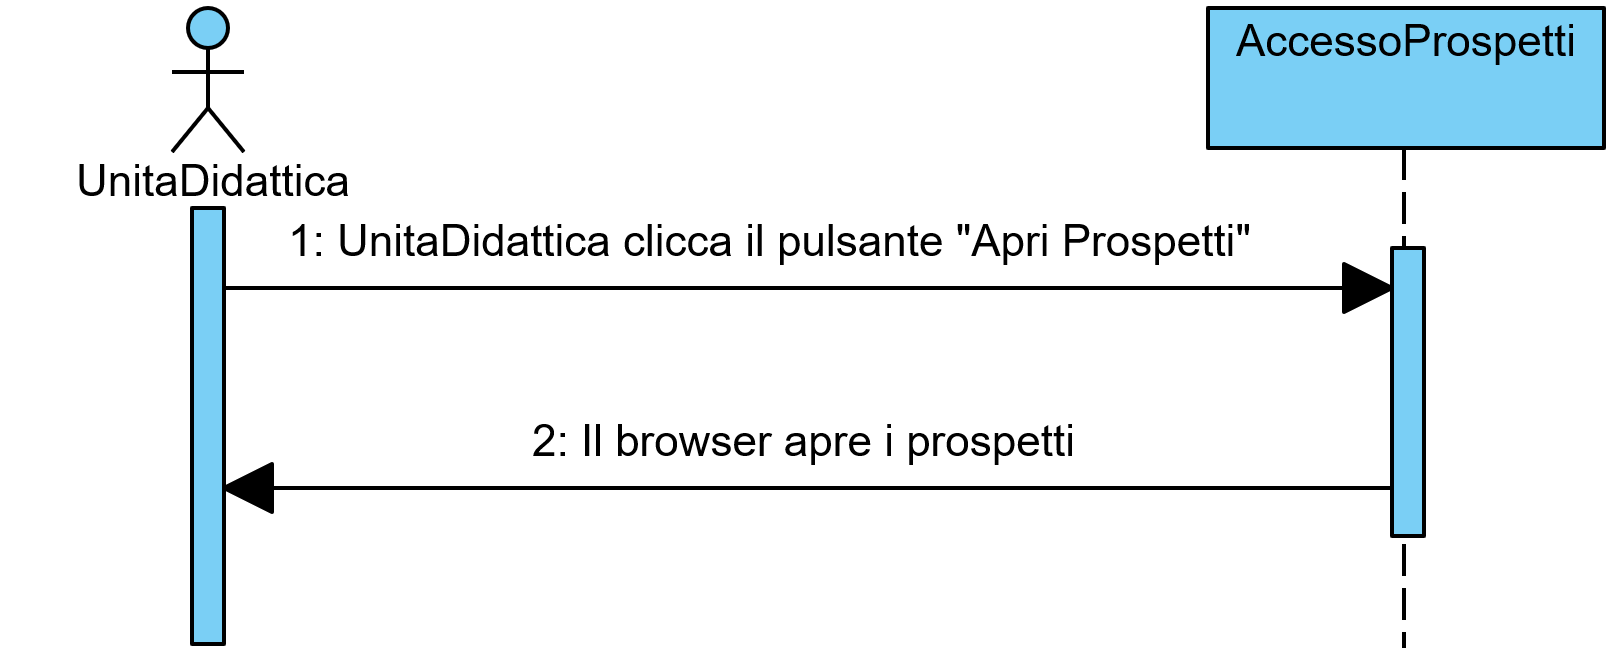 AccessoProspetti
UnitaDidattica
1: UnitaDidattica clicca il pulsante "Apri Prospetti"
2: Il browser apre i prospetti